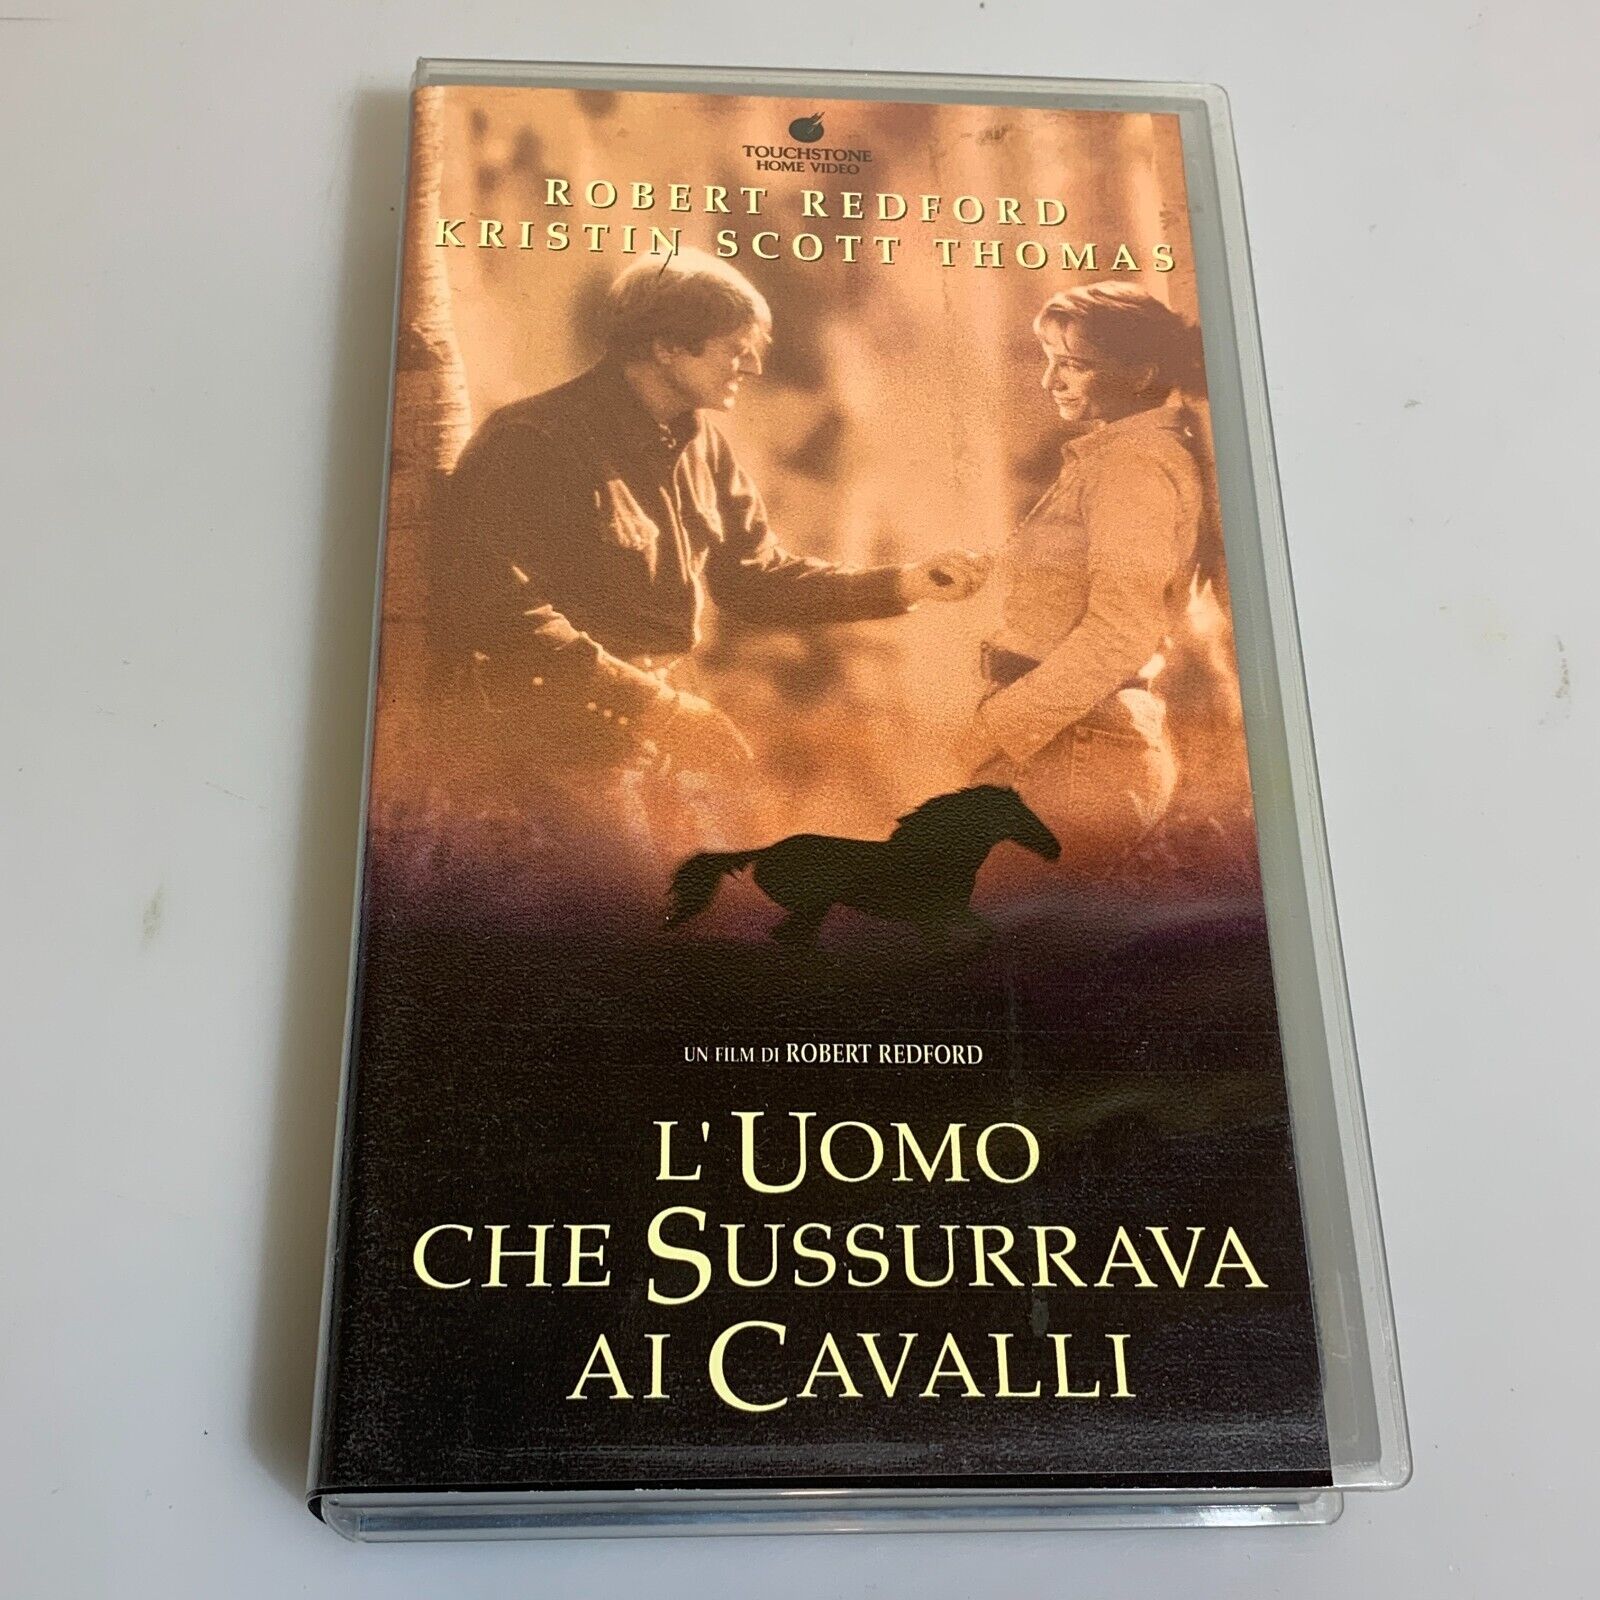 TOUCHSTONE
HOME VIDEO
ROBERT REDFORD
KRISTIN SCOTT THOMAS
UN FILM DI ROBERT REDFORD
L'UOMO
CHE SUSSURRAVA
AI CAVALLI